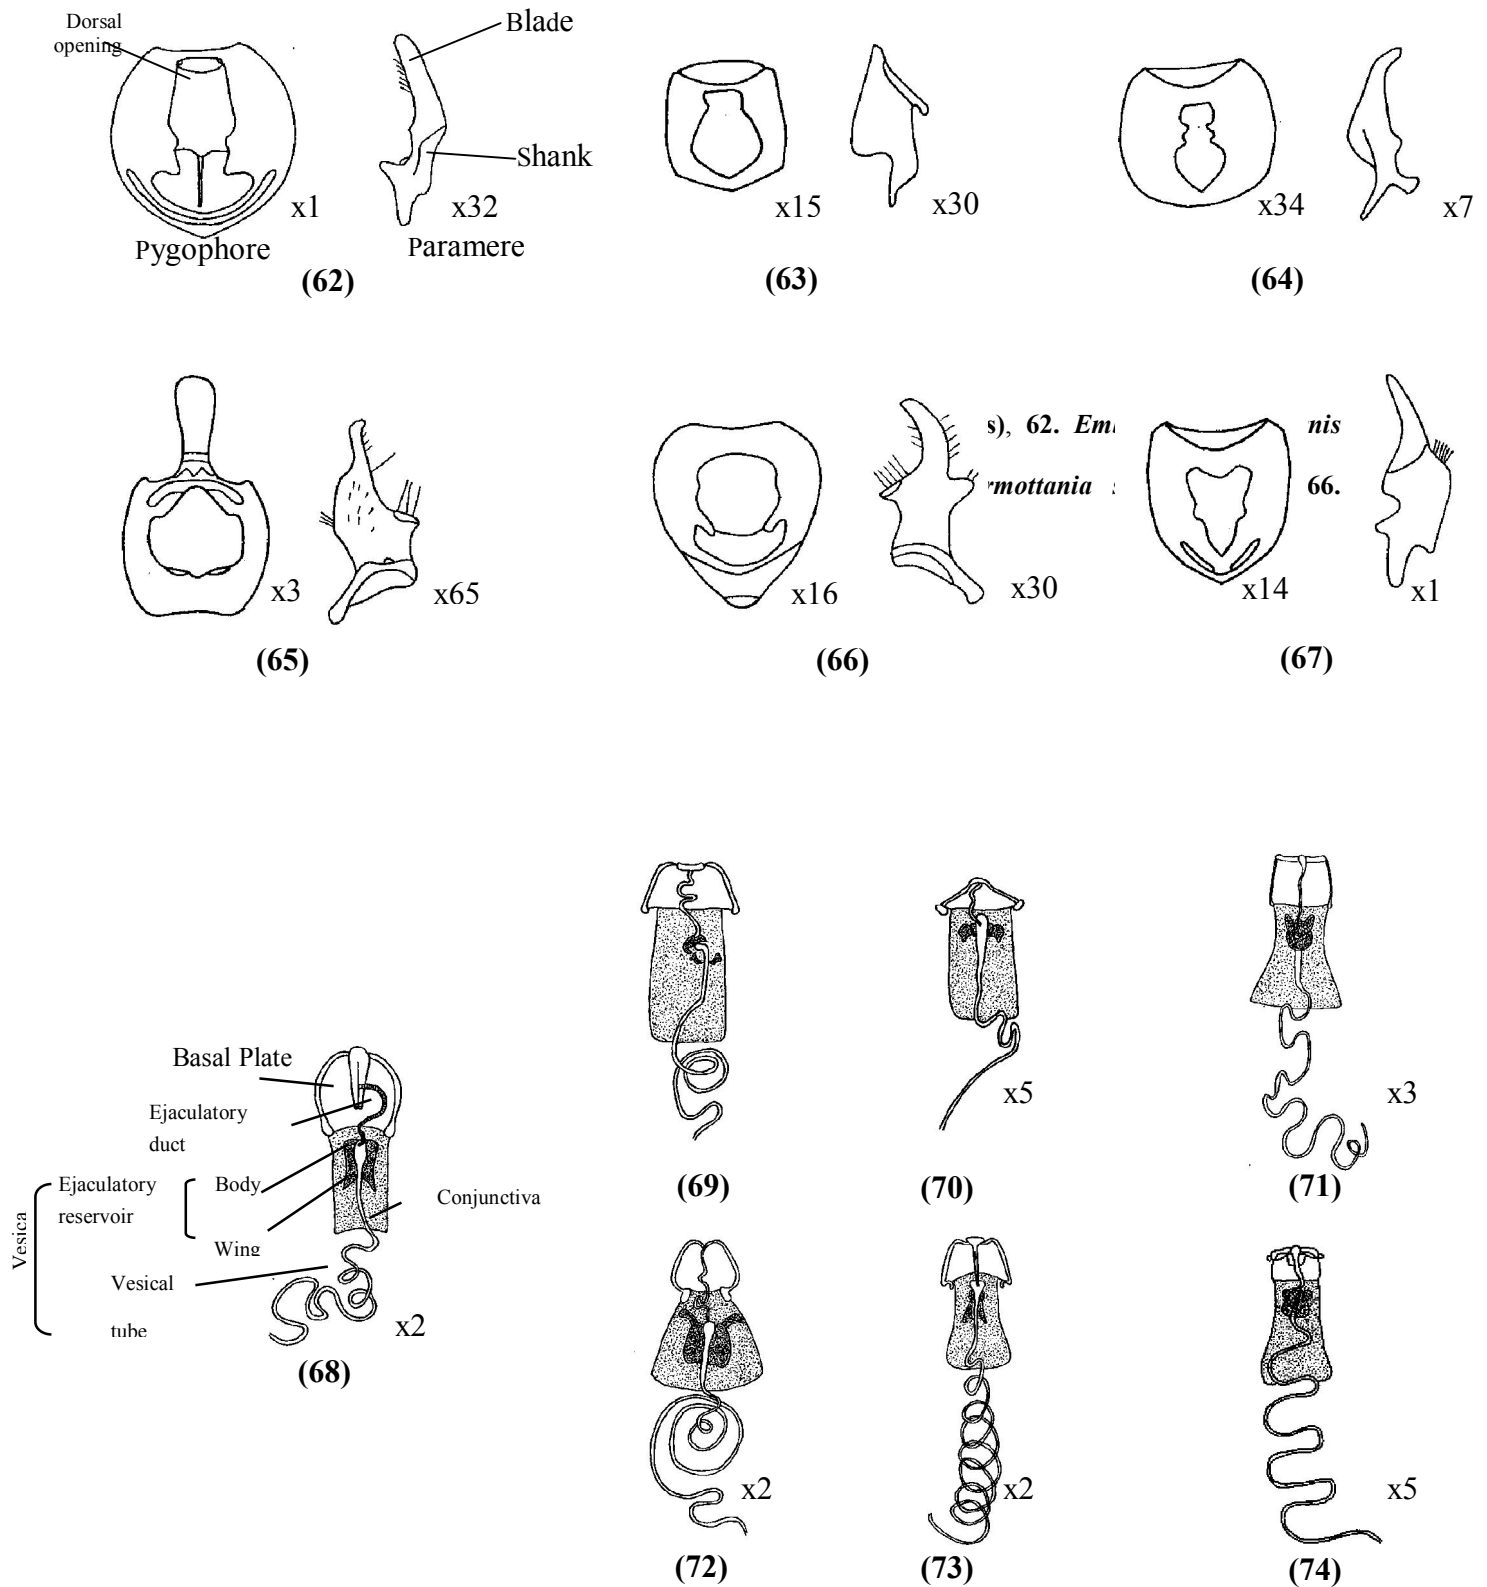 Dorsal
opening
Blade
Shank
x1
x32
Pygophore
Paramere
(62)
x15
x30
(63)
x34
x7
(64)
x3
x65
(65)
x16
x30
(66)
s), 62.
nis
66.
x14
x1
(67)
Basal Plate
Ejaculatory
duct
Ejaculatory
reservoir
Body
Wing
Conjunctiva
Vesica
Vesical
tube
x2
(68)
(69)
x5
(70)
x3
(71)
x2
(72)
x2
(73)
x5
(74)